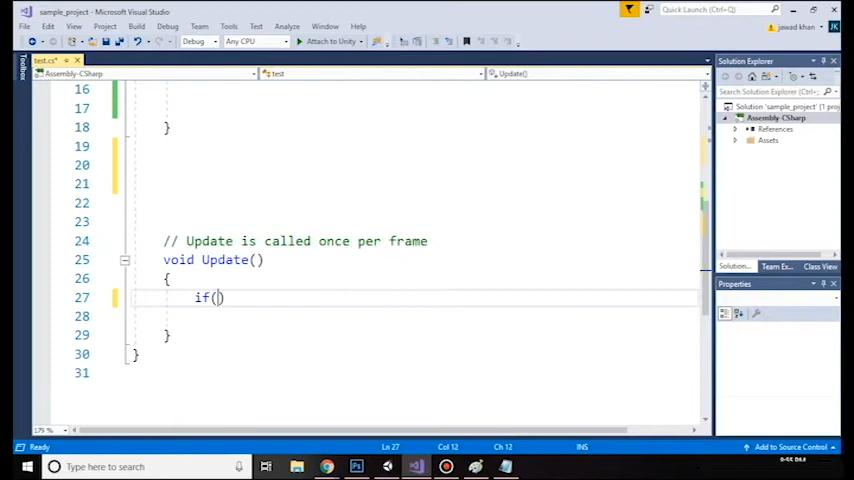 sample_project - Microsoft Visual Studio
Quick Launch (Ctrl+Q)
File Edit View Project Build Debug Team Tools Test Analyze Window Help
jawad khan
JK
Debug
Any CPU
Attach to Unity
test.cs*
Toolbox
Assembly-CSharp
test
Update()
16
17
18 }
19
20
21
22
23
24 // Update is called once per frame
25 void Update()
26 {
27 if()
28
29 }
30 }
31
179 %
Solution Explorer
Search Solution Explorer (Ctrl+;)
Solution 'sample_project' (1 proj
Assembly-CSharp
References
Assets
Solution... Team Ex... Class View
Properties
Ready
Ln 27
Col 12
Ch 12
INS
Add to Source Control
Type here to search